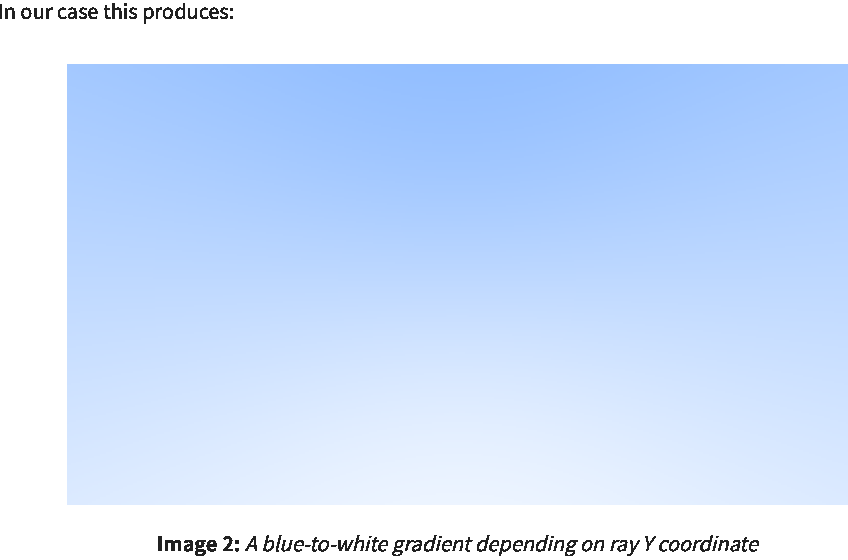 In our case this produces:
Image 2: A blue-to-white gradient depending on ray Y coordinate